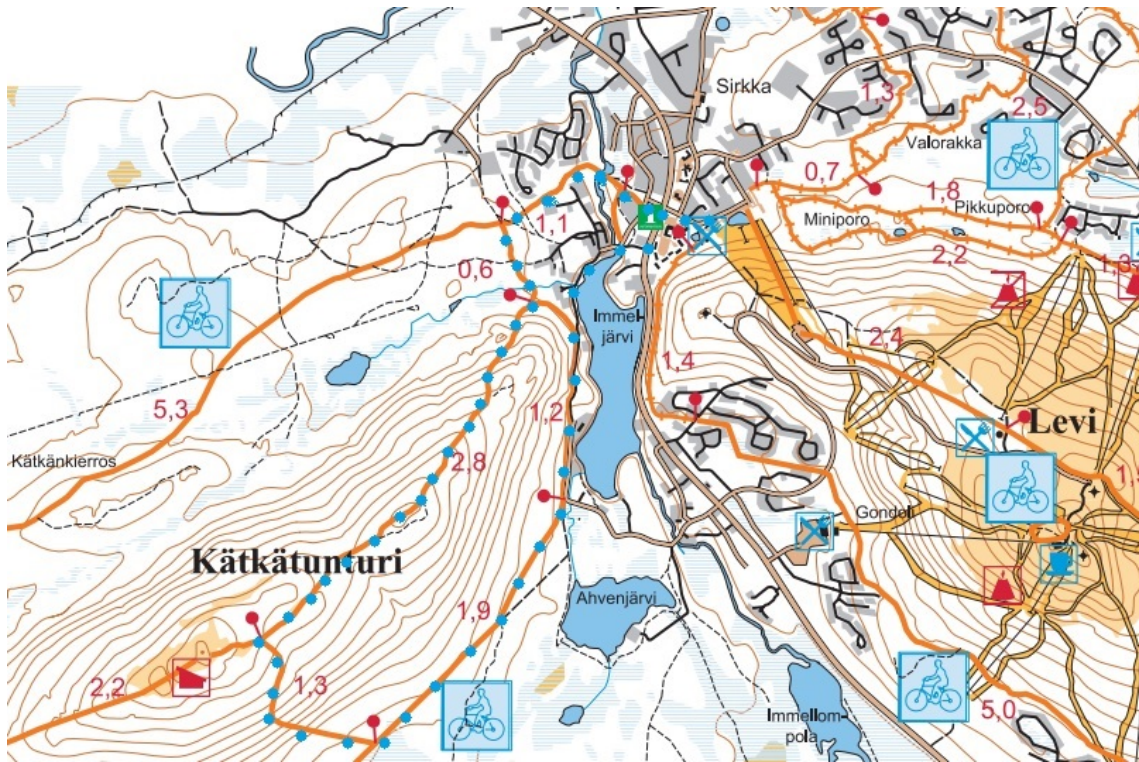 Sirkka
1,3
2,5
Valorakka
0,7
1,8
Pikkuporo
1,1
Miniporo
2,2
1,3
0,6
Immel-
järvi
2,4
1,4
5,3
1,2
Levi
Kätkänkierros
2,8
Gondoli
Kätkätunturi
Ahvenjärvi
1,9
2,2
1,3
5,0
Immellom-
pola